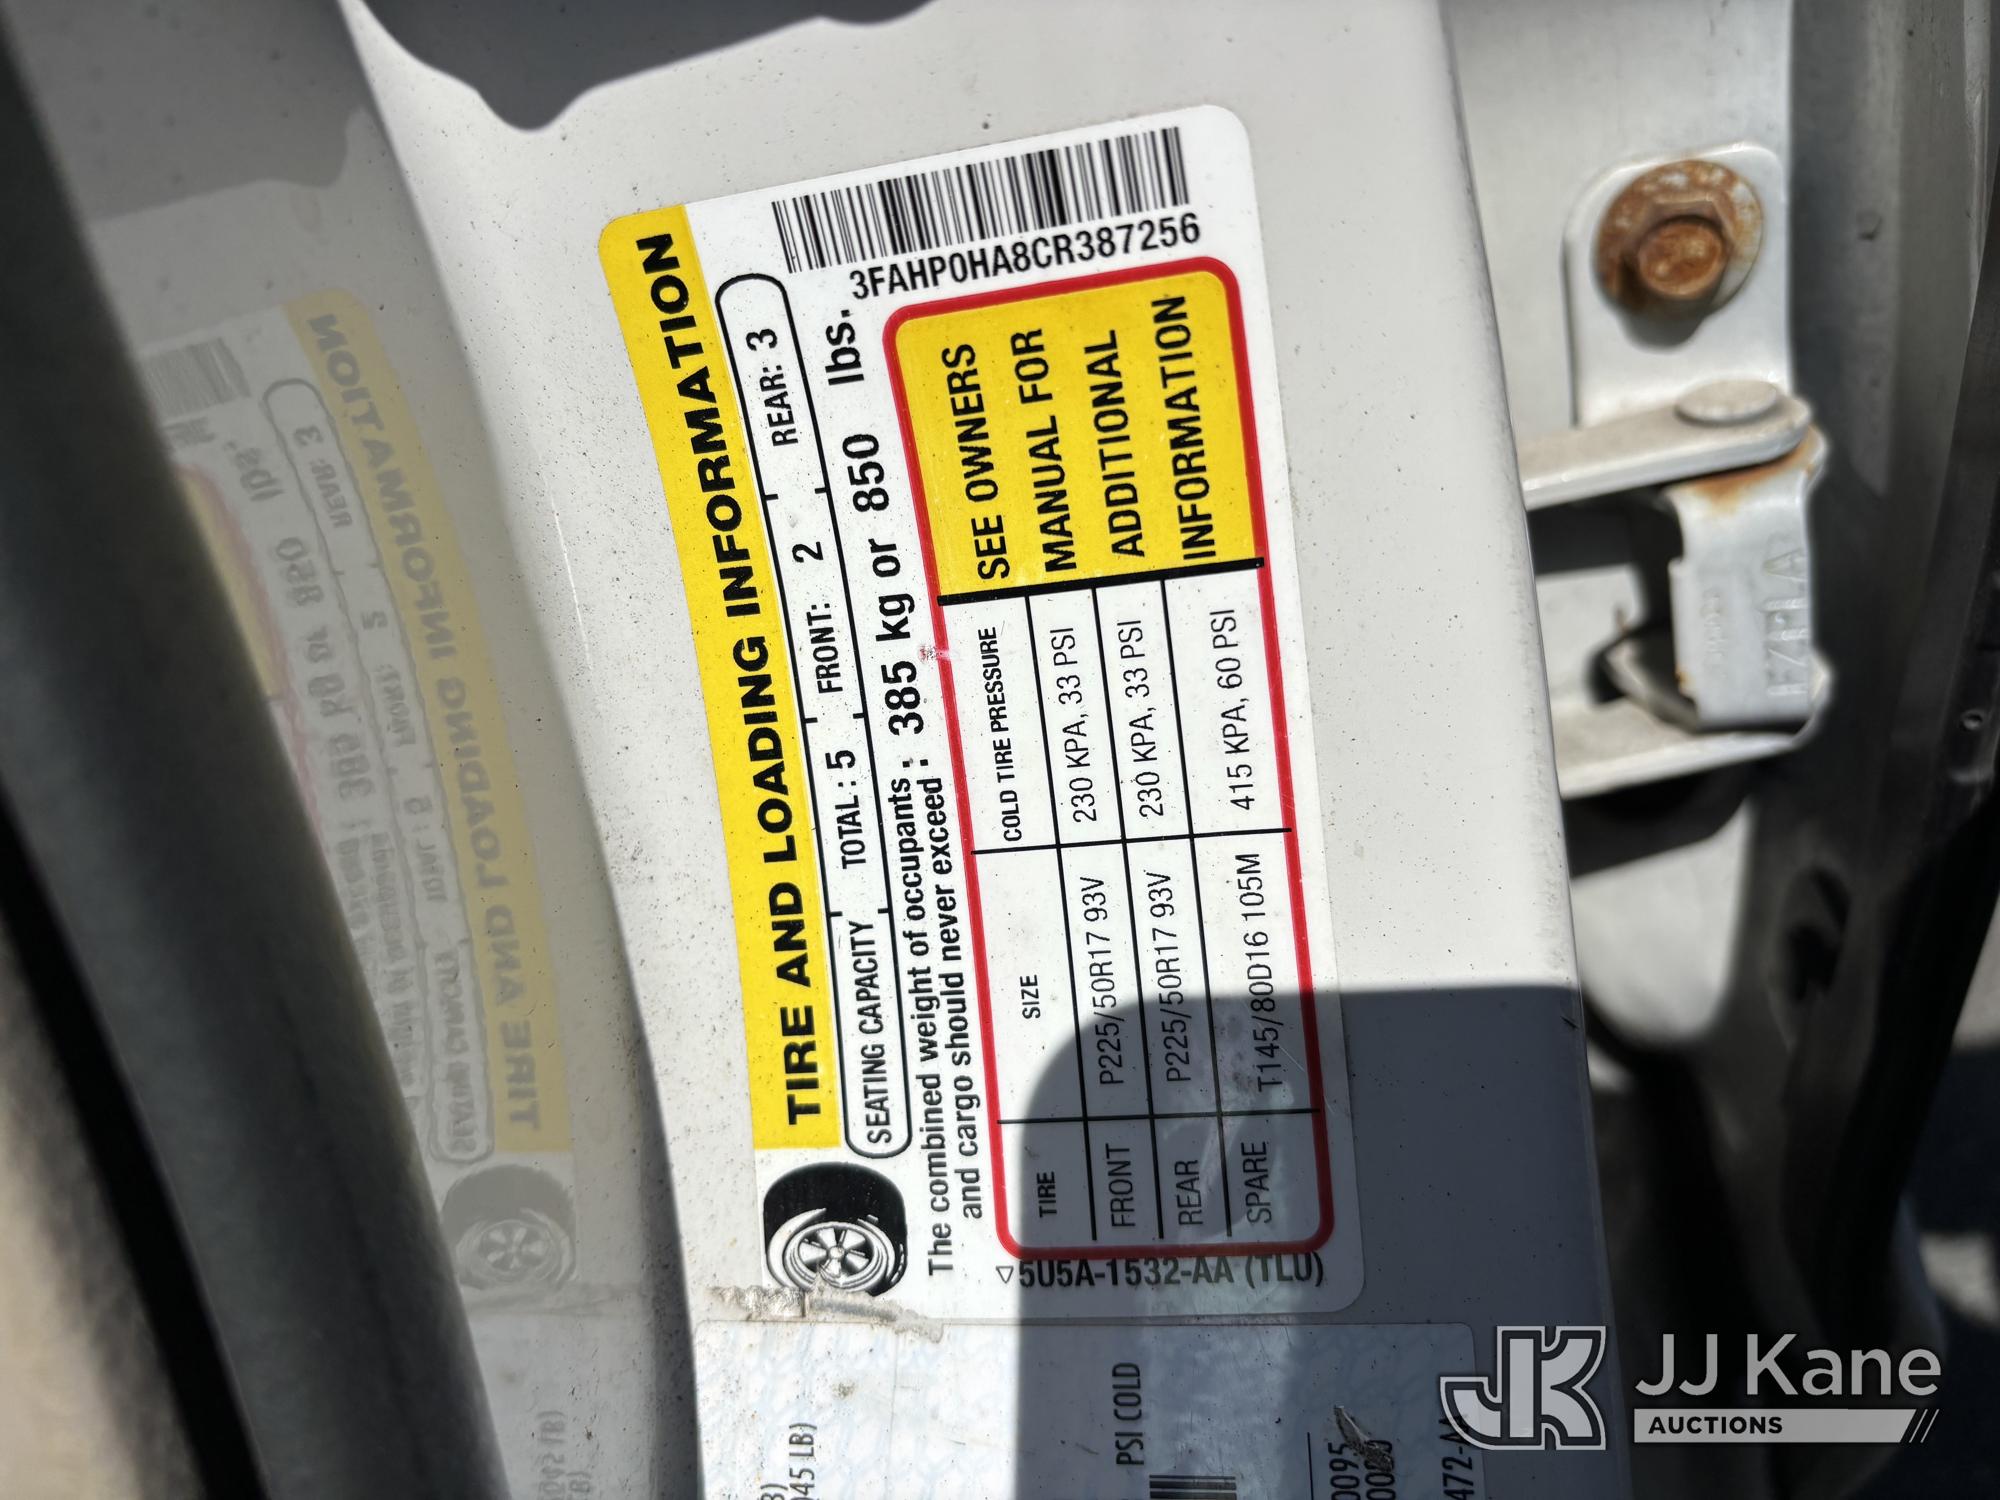 TIRE AND LOADING INFORMATION
SEATING CAPACITY TOTAL: 5 FRONT: 2 REAR: 3
The combined weight of occupants and cargo should never exceed: 385 kg or 850 lbs.
3FAHP0HA8CR387256
TIRE SIZE COLD TIRE PRESSURE
FRONT P225/50R17 93V 230 KPA, 33 PSI
REAR P225/50R17 93V 230 KPA, 33 PSI
SPARE T145/80D16 105M 415 KPA, 60 PSI
SEE OWNERS
MANUAL FOR
ADDITIONAL
INFORMATION
5U5A-1532-AA (TLU)
045 LB)
PSI COLD
0095
JJ Kane
AUCTIONS